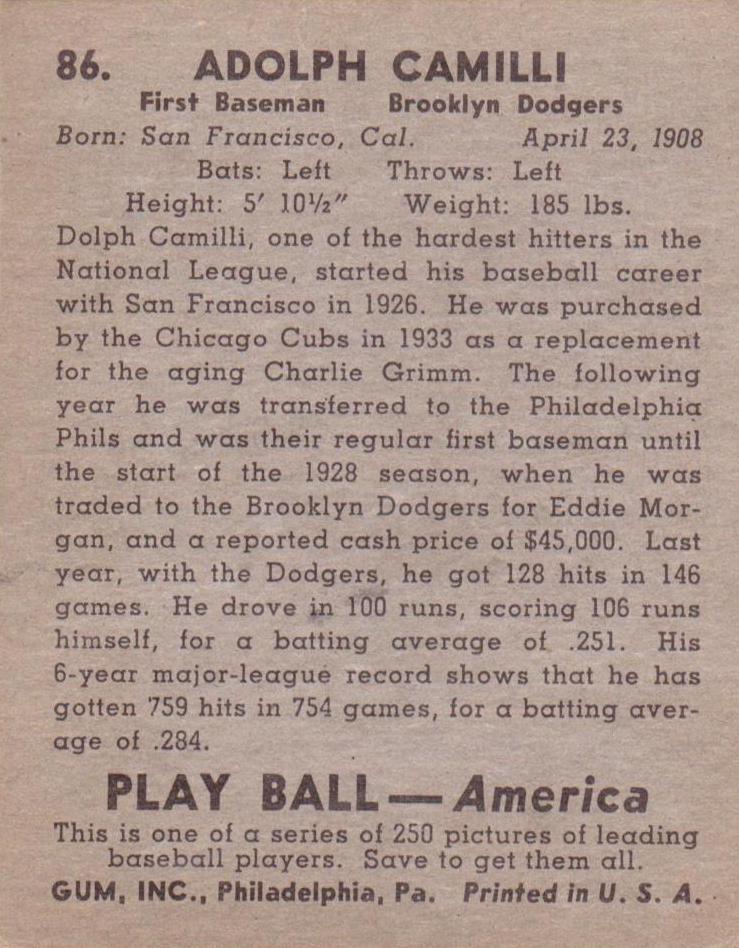 86. ADOLPH CAMILLI
First Baseman Brooklyn Dodgers
Born: San Francisco, Cal. April 23, 1908
Bats: Left Throws: Left
Height: 5′ 10½″ Weight: 185 lbs.
Dolph Camilli, one of the hardest hitters in the
National League, started his baseball career
with San Francisco in 1926. He was purchased
by the Chicago Cubs in 1933 as a replacement
for the aging Charlie Grimm. The following
year he was transferred to the Philadelphia
Phils and was their regular first baseman until
the start of the 1928 season, when he was
traded to the Brooklyn Dodgers for Eddie Mor-
gan, and a reported cash price of $45,000. Last
year, with the Dodgers, he got 128 hits in 146
games. He drove in 100 runs, scoring 106 runs
himself, for a batting average of .251. His
6-year major-league record shows that he has
gotten 759 hits in 754 games, for a batting aver-
age of .284.
PLAY BALL — America
This is one of a series of 250 pictures of leading
baseball players. Save to get them all.
GUM, INC., Philadelphia, Pa. Printed in U. S. A.